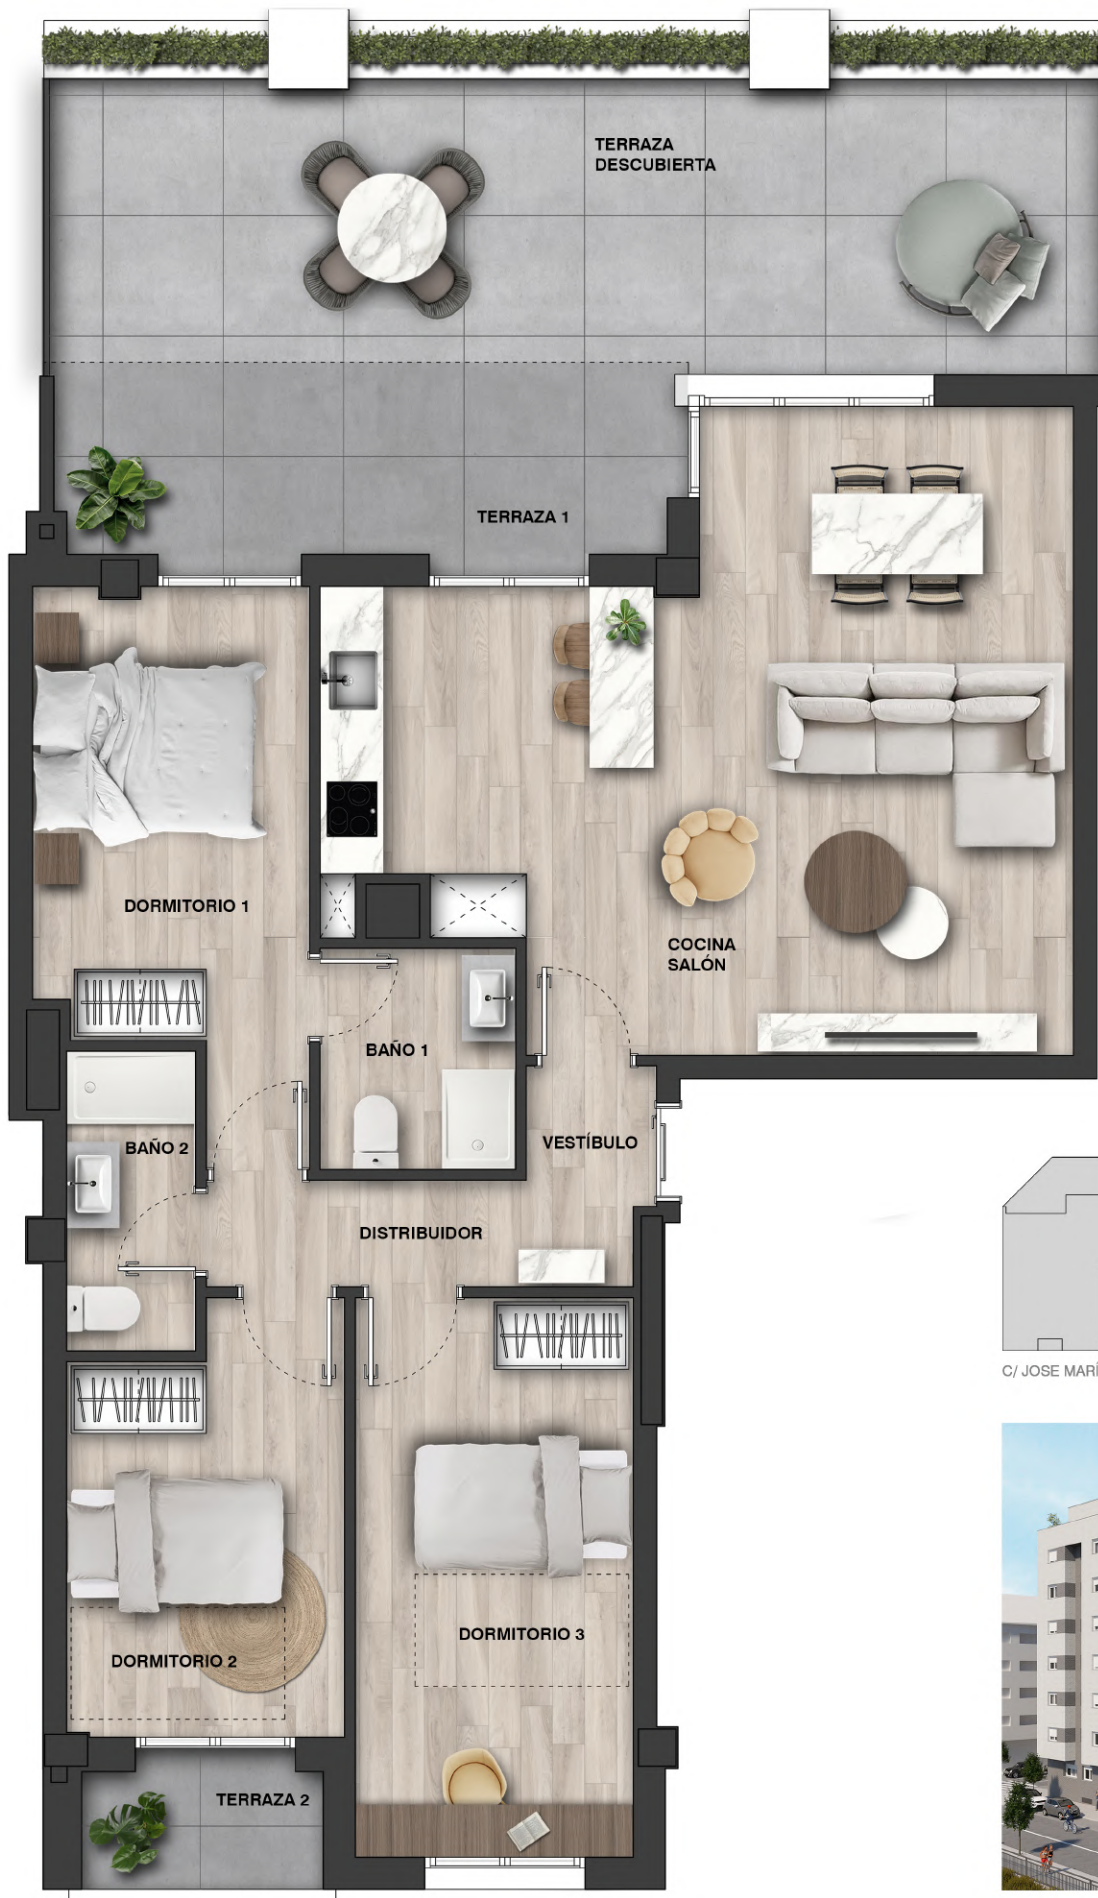 TERRAZA
DESCUBIERTA
TERRAZA 1
DORMITORIO 1
COCINA
SALÓN
BAÑO 1
VESTÍBULO
BAÑO 2
DISTRIBUIDOR
C/ JOSE MARÍ
DORMITORIO 3
DORMITORIO 2
TERRAZA 2